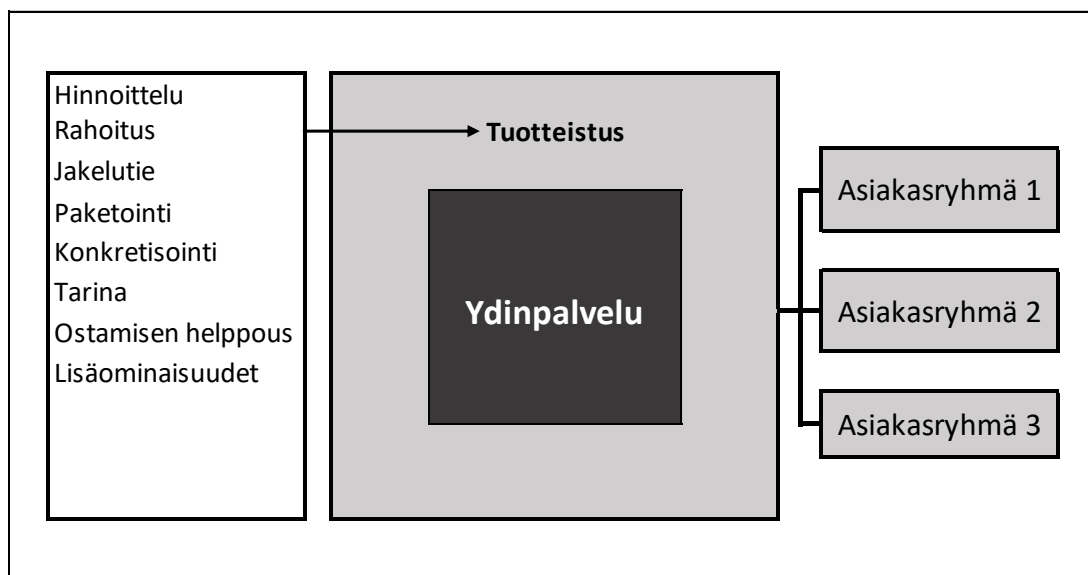 Hinnoittelu
Rahoitus
Jakelutie
Paketointi
Konkretisointi
Tarina
Ostamisen helppous
Lisäominaisuudet
Tuotteistus
Ydinpalvelu
Asiakasryhmä 1
Asiakasryhmä 2
Asiakasryhmä 3